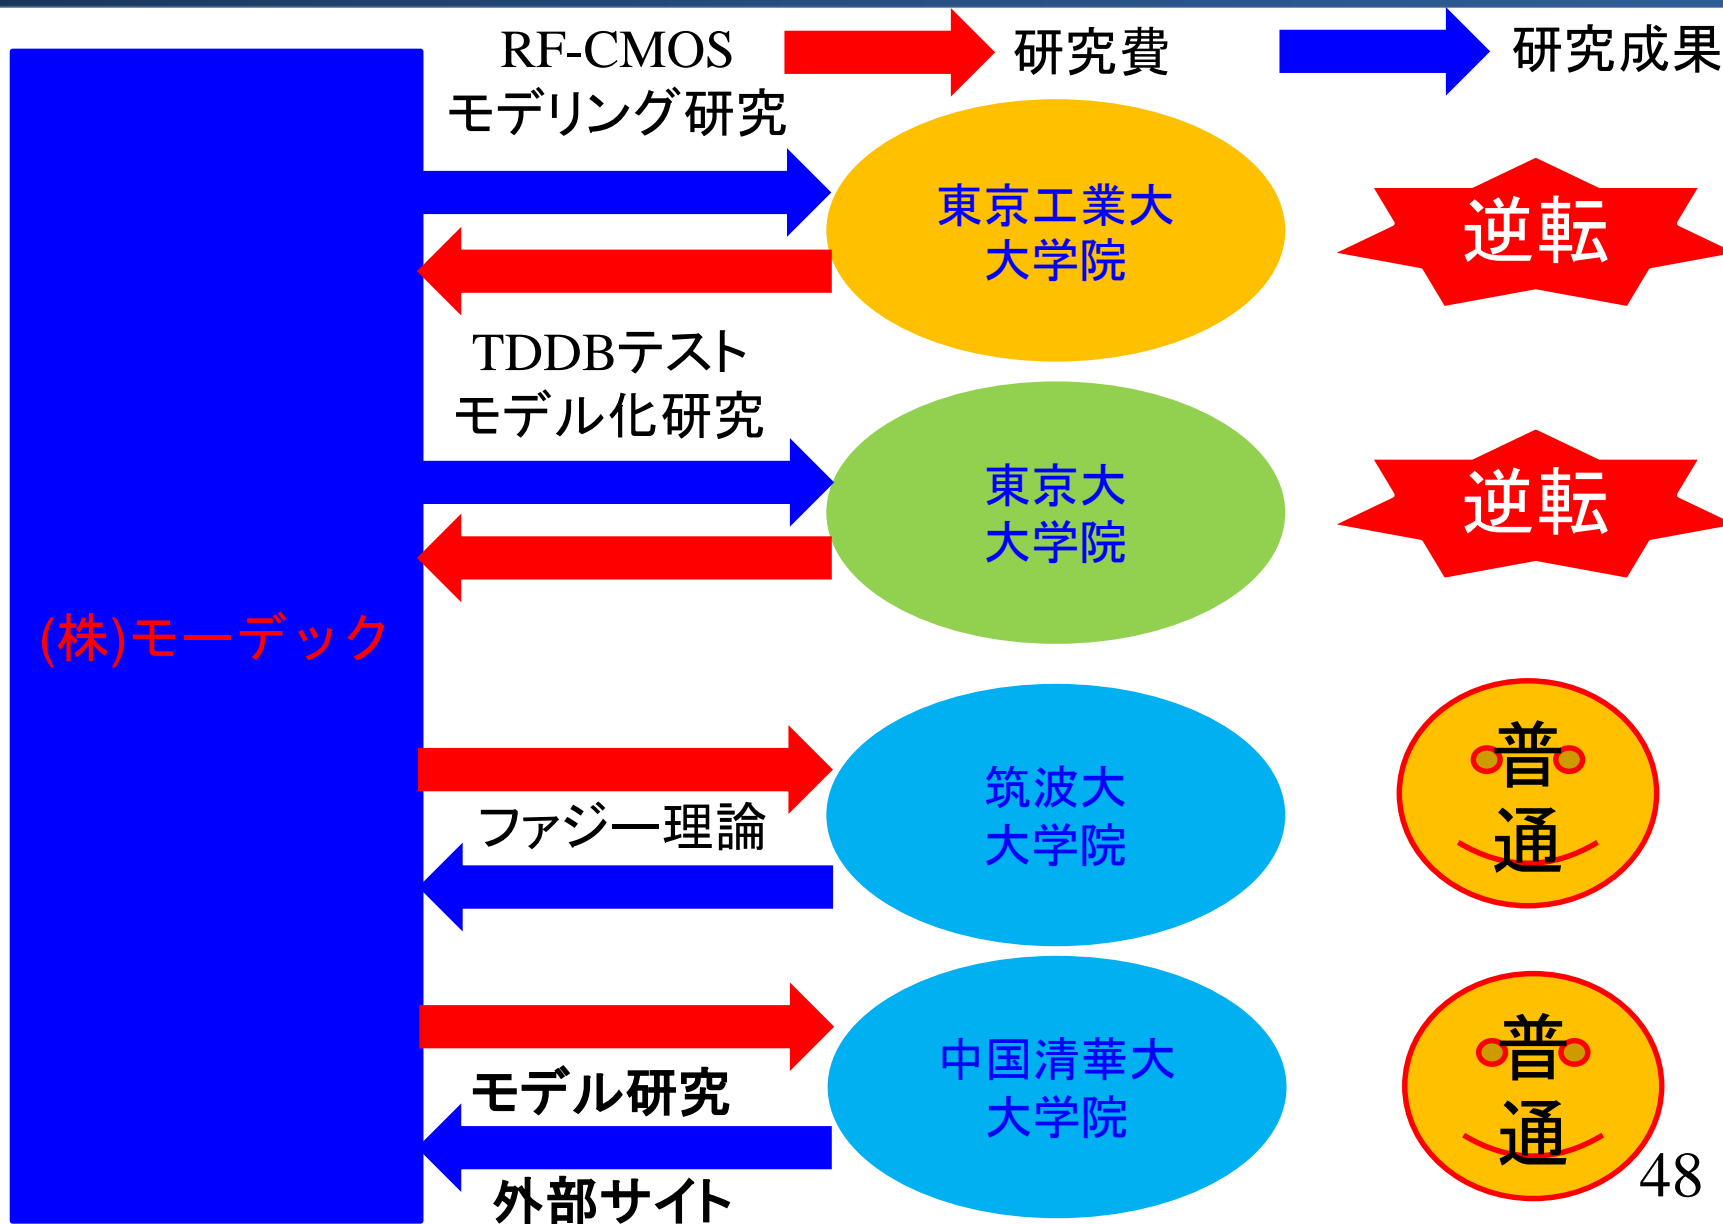 RF-CMOS
モデリング研究
研究費
研究成果
東京工業大
大学院
逆転
TDDBテスト
モデル化研究
東京大
大学院
逆転
(株)モーデック
ファジー理論
筑波大
大学院
普
通
モデル研究
外部サイト
中国清華大
大学院
普
通
48